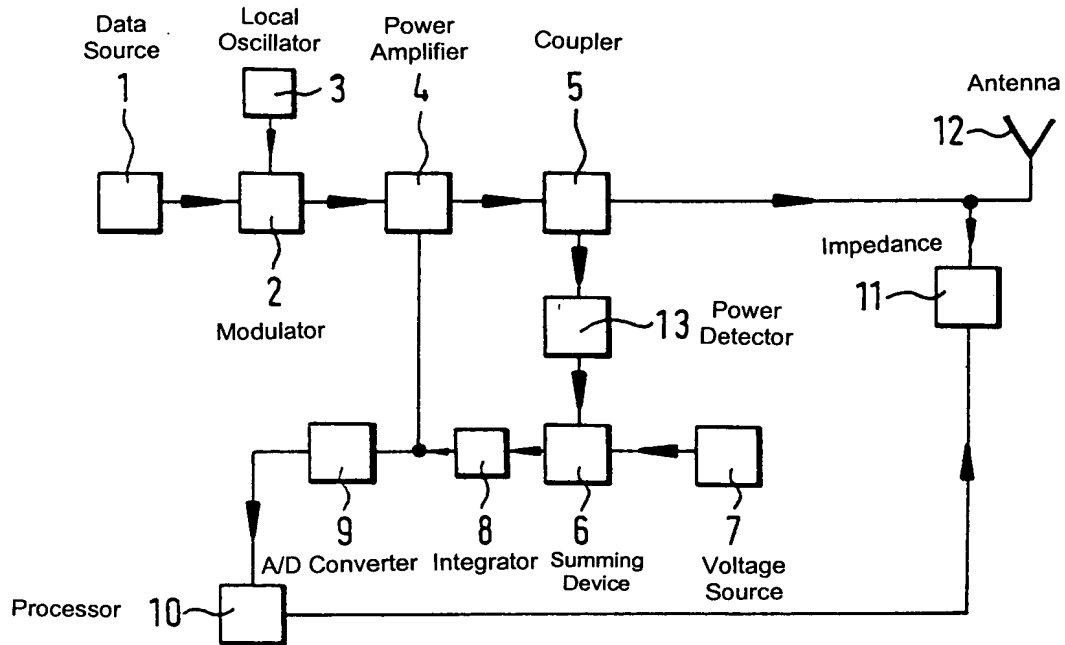 Data
Source
1
Local
Oscillator
3
Power
Amplifier
4
Coupler
5
Antenna
12
2
Modulator
Impedance
11
13
Power
Detector
9
A/D Converter
8
Integrator
6
Summing
Device
7
Voltage
Source
Processor
10